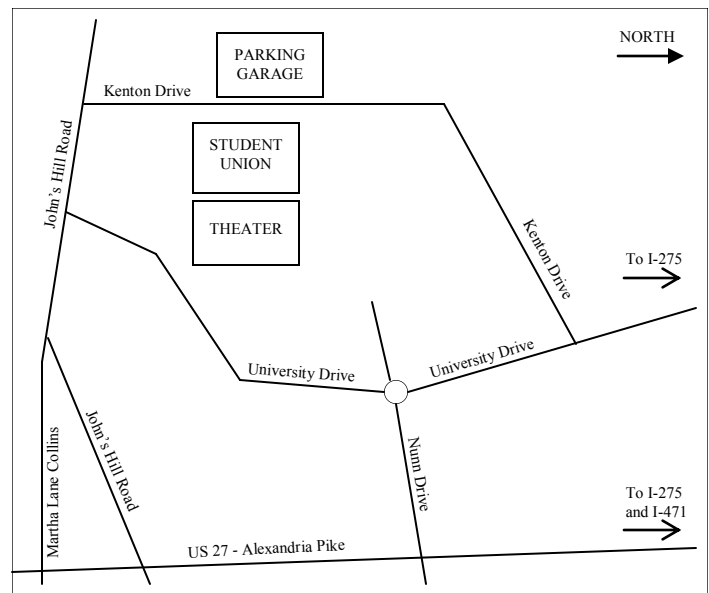 NORTH
PARKING
GARAGE
Kenton Drive
STUDENT
UNION
John's Hill Road
THEATER
Kenton Drive
To I-275
University Drive
University Drive
John's Hill Road
Martha Lane Collins
Nunn Drive
To I-275
and I-471
US 27 - Alexandria Pike